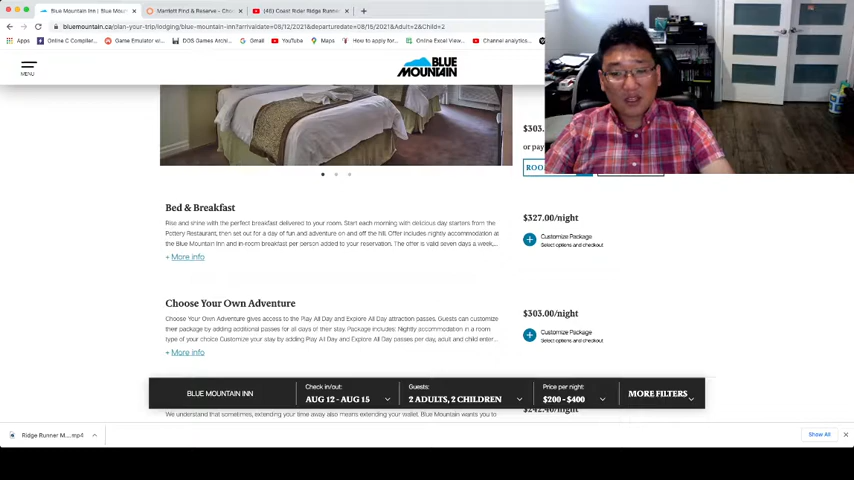 Blue Mountain Inn | Blue Moun
Marriott Find & Reserve - Cho
(40) Coast Rider Ridge Runner
bluemountain.ca/plan-your-trip/lodging/blue-mountain-inn?arrivaldate=08/12/2021&departuredate=08/15/2021&Adult=2&Child=2
Apps
Online C Compiler...
Game Emulator w...
DOS Games Archi...
Gmail
YouTube
Maps
How to apply for...
Online Excel View...
Channel analytics...
MENU
BLUE
MOUNTAIN
$303.
or pay
ROO
Bed & Breakfast
Rise and shine with the perfect breakfast delivered to your room. Start each morning with delicious day starters from the
Pottery Restaurant, then set out for a day of fun and adventure on and off the hill. Offer includes nightly accommodation at
the Blue Mountain Inn and in-room breakfast per person added to your reservation. The offer is valid seven days a week,...
+ More info
$327.00/night
Customize Package
Select options and checkout
Choose Your Own Adventure
Choose Your Own Adventure gives access to the Play All Day and Explore All Day attraction passes. Guests can customize
their package by adding additional passes for all days of their stay. Package includes: Nightly accommodation in a room
type of your choice Customize your stay by adding Play All Day and Explore All Day passes per day, adult and child enter...
+ More info
$303.00/night
Customize Package
Select options and checkout
BLUE MOUNTAIN INN
Check in/out:
AUG 12 - AUG 15
Guests:
2 ADULTS, 2 CHILDREN
Price per night:
$200 - $400
MORE FILTERS
We understand that sometimes, extending your time away also means extending your wallet. Blue Mountain wants you to
$242.40/night
Ridge Runner M....mp4
Show All